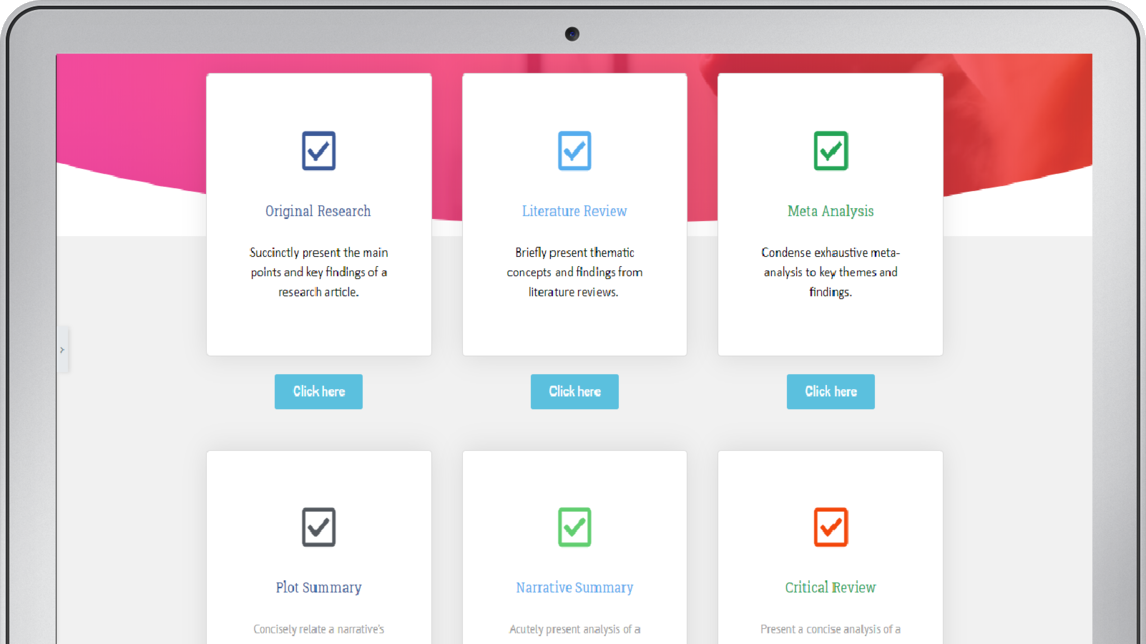 Original Research
Succinctly present the main
points and key findings of a
research article.
Click here
Literature Review
Briefly present thematic
concepts and findings from
literature reviews.
Click here
Meta Analysis
Condense exhaustive meta-
analysis to key themes and
findings.
Click here
Plot Summary
Concisely relate a narrative's
Narrative Summary
Acutely present analysis of a
Critical Review
Present a concise analysis of a